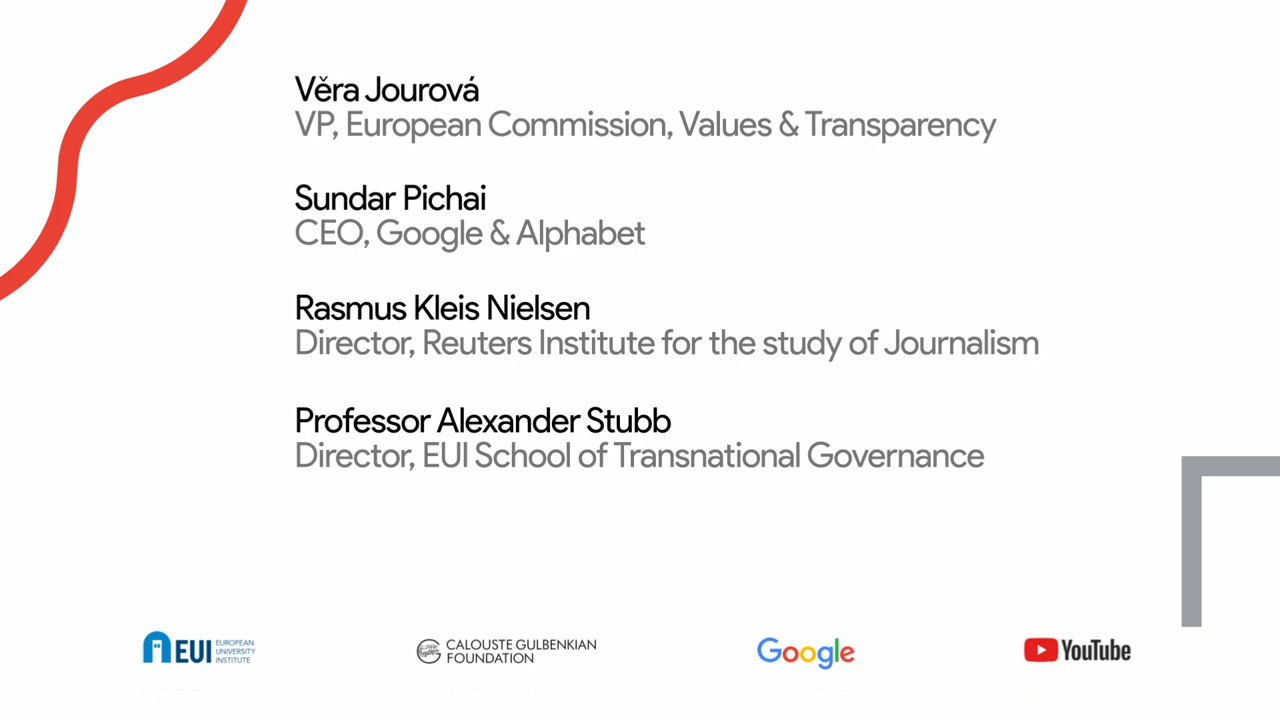 Věra Jourová
VP, European Commission, Values & Transparency
Sundar Pichai
CEO, Google & Alphabet
Rasmus Kleis Nielsen
Director, Reuters Institute for the study of Journalism
Professor Alexander Stubb
Director, EUI School of Transnational Governance
EUI
EUROPEAN
UNIVERSITY
INSTITUTE
CALOUSTE GULBENKIAN
FOUNDATION
Google
YouTube